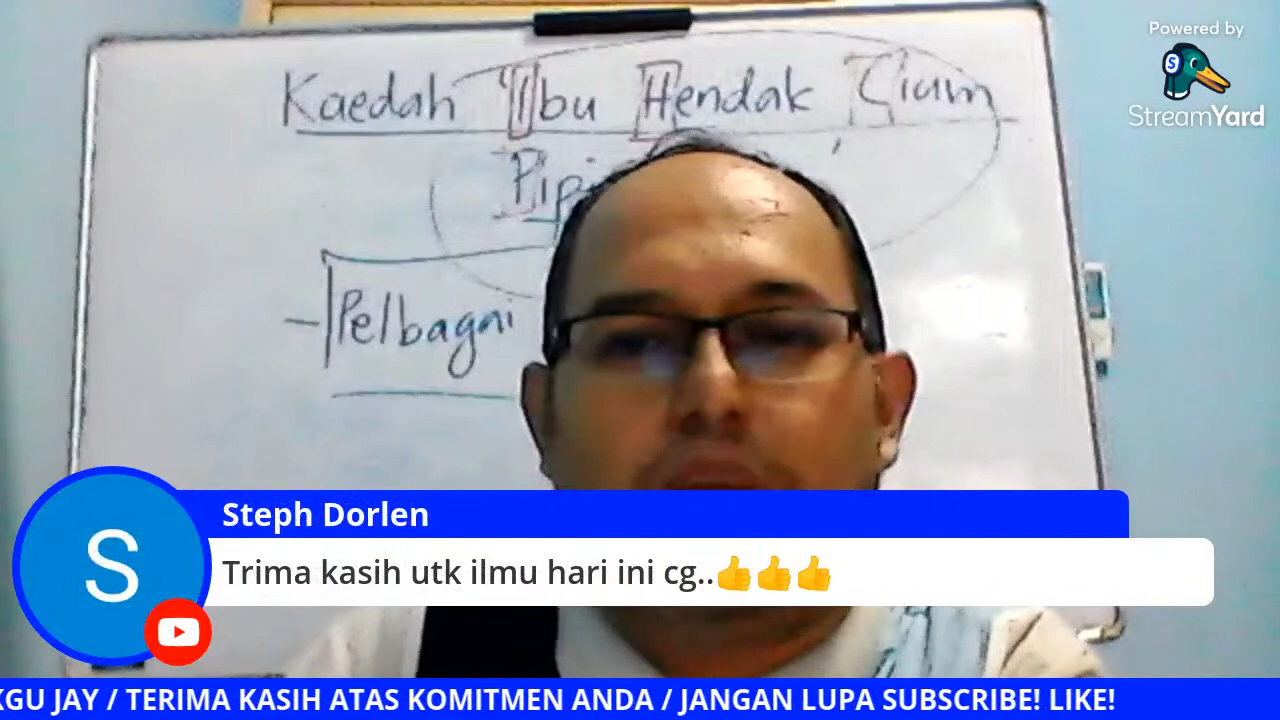 Powered by
StreamYard
Kaedah Ibu Hendak Cium
Pelbagai
Steph Dorlen
S
Trima kasih utk ilmu hari ini cg..👍👍👍
KGU JAY / TERIMA KASIH ATAS KOMITMEN ANDA / JANGAN LUPA SUBSCRIBE! LIKE!